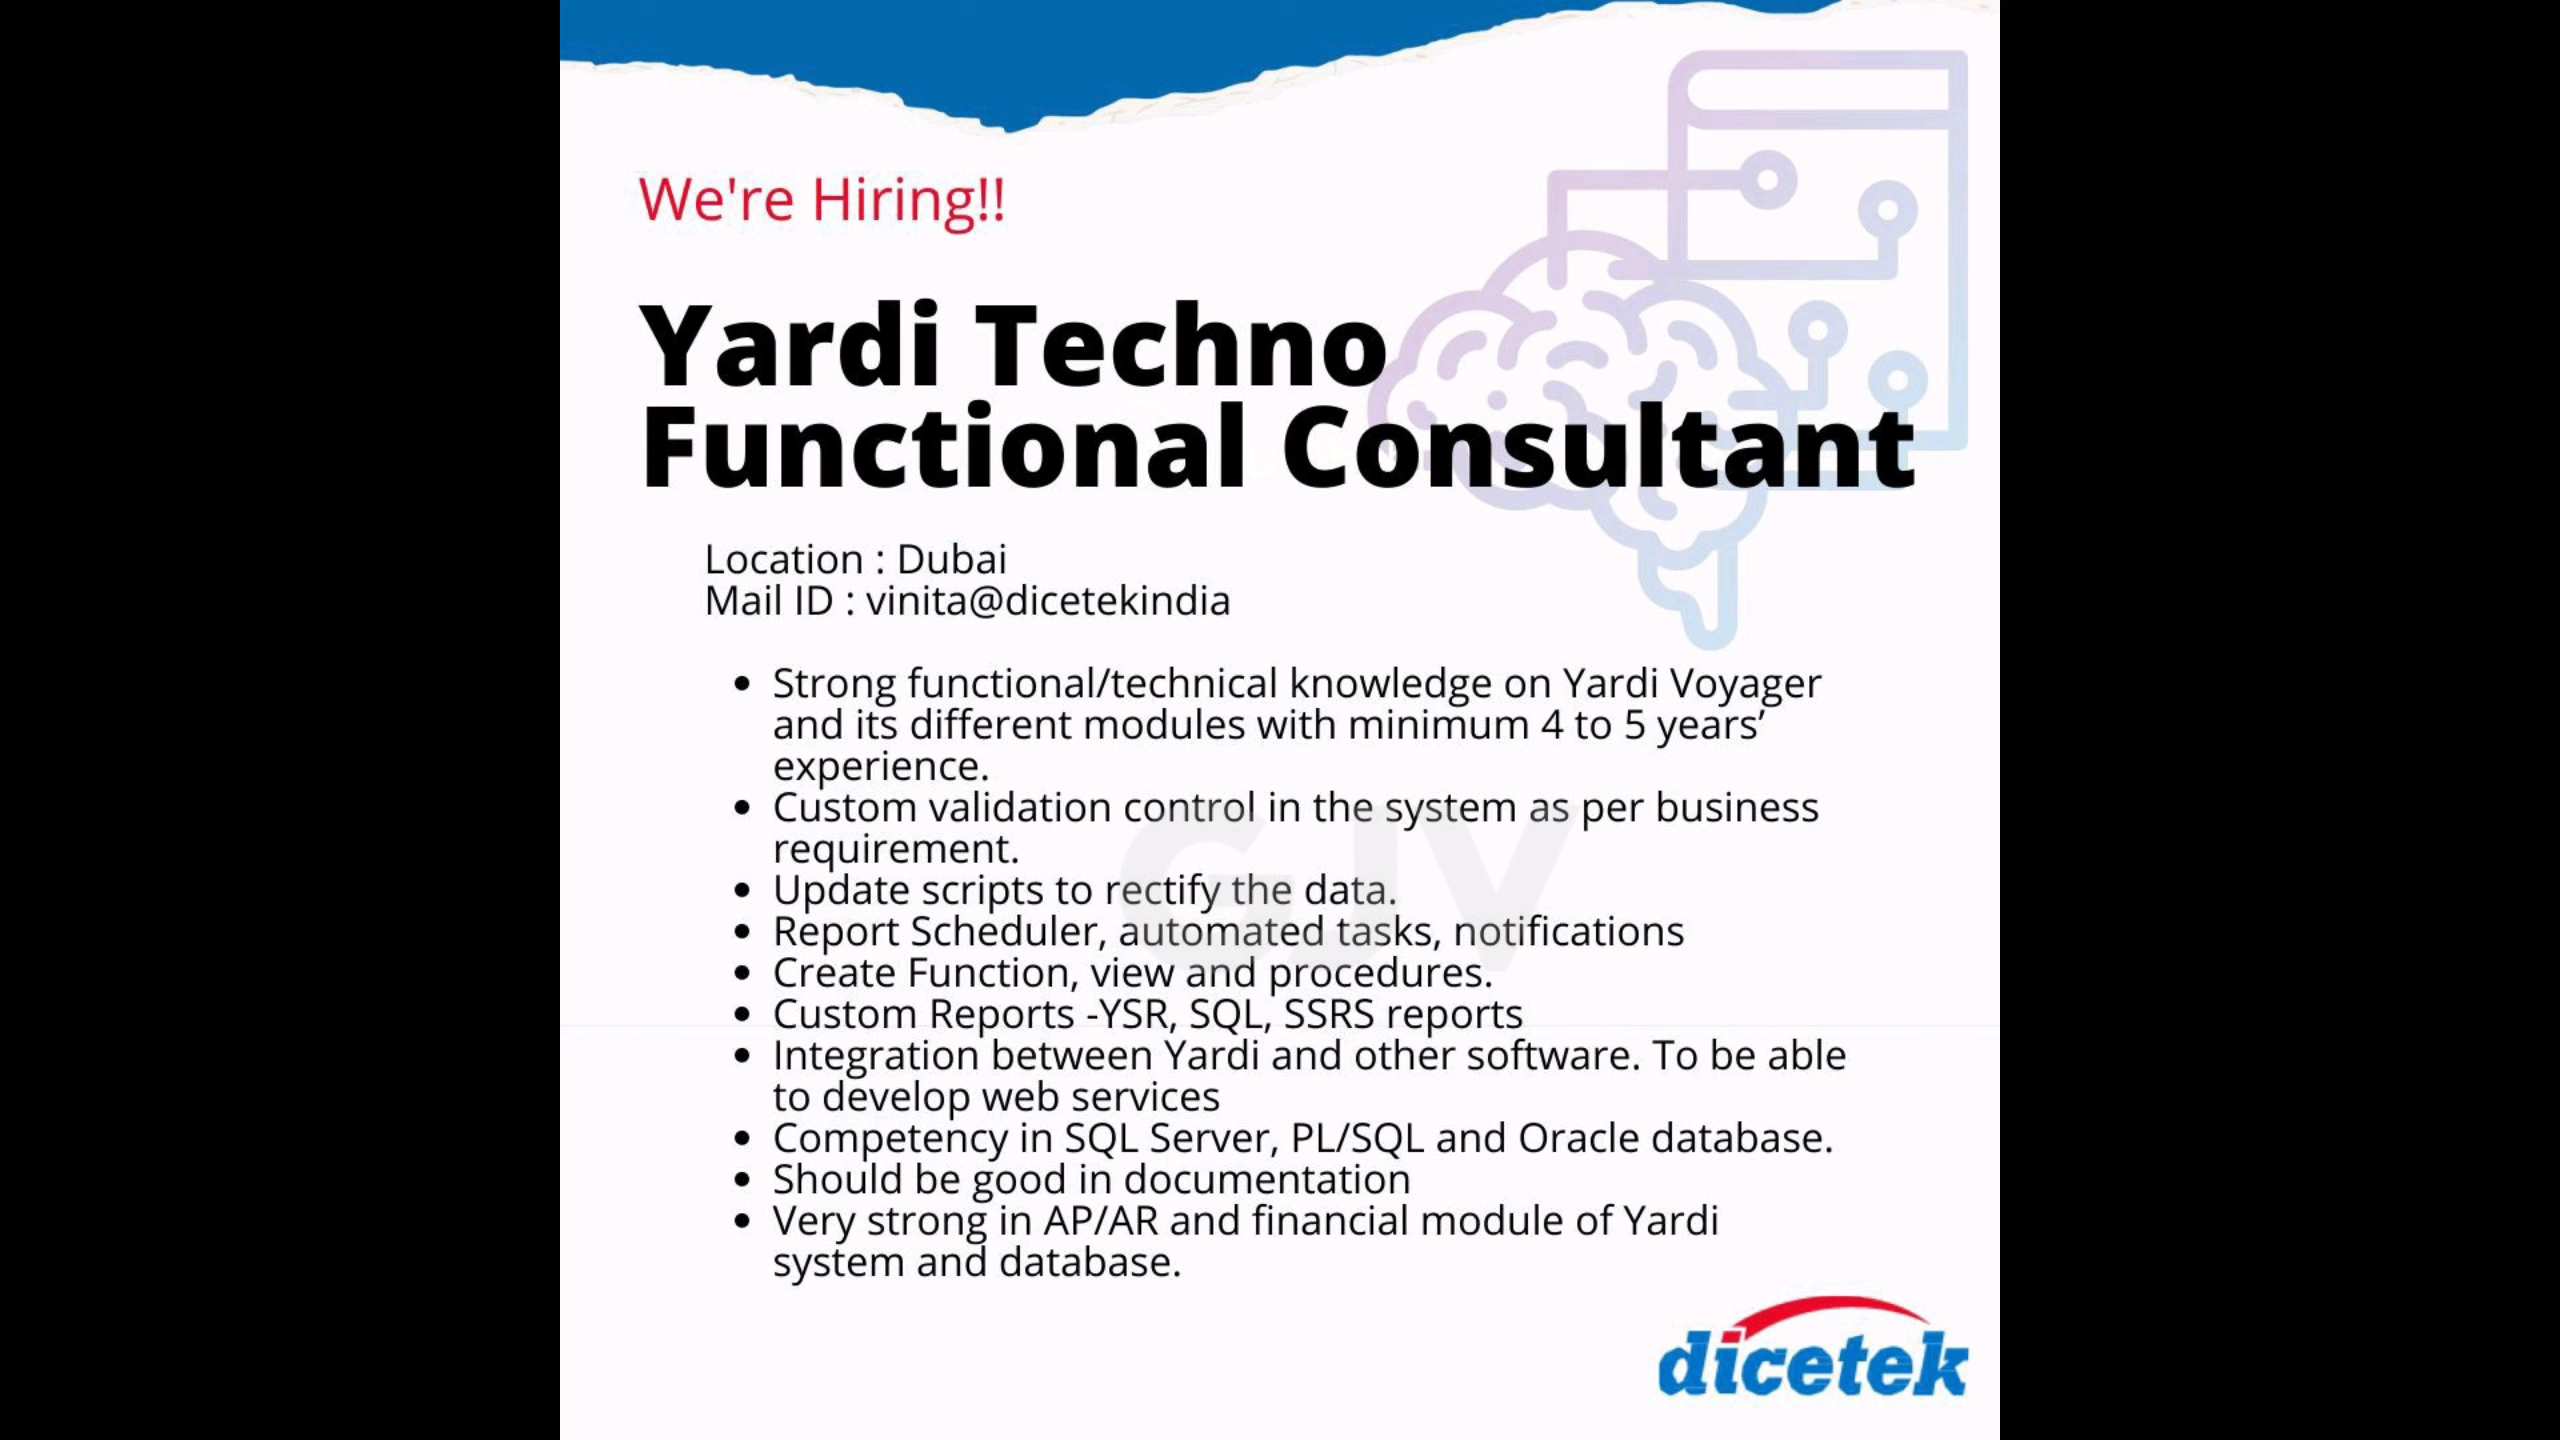 We're Hiring!!
Yardi Techno
Functional Consultant
Location : Dubai
Mail ID : vinita@dicetekindia
• Strong functional/technical knowledge on Yardi Voyager
and its different modules with minimum 4 to 5 years’
experience.
• Custom validation control in the system as per business
requirement.
• Update scripts to rectify the data.
• Report Scheduler, automated tasks, notifications
• Create Function, view and procedures.
• Custom Reports -YSR, SQL, SSRS reports
• Integration between Yardi and other software. To be able
to develop web services
• Competency in SQL Server, PL/SQL and Oracle database.
• Should be good in documentation
• Very strong in AP/AR and financial module of Yardi
system and database.
GJV
dicetek